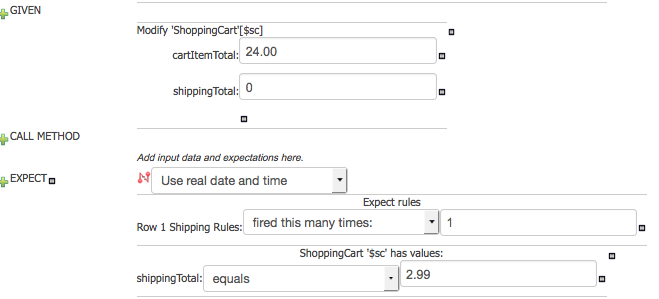 GIVEN
Modify 'ShoppingCart'[$sc]
cartItemTotal: 24.00
shippingTotal: 0
CALL METHOD
Add input data and expectations here.
EXPECT
Use real date and time
Expect rules
Row 1 Shipping Rules: fired this many times: 1
ShoppingCart '$sc' has values:
shippingTotal: equals 2.99